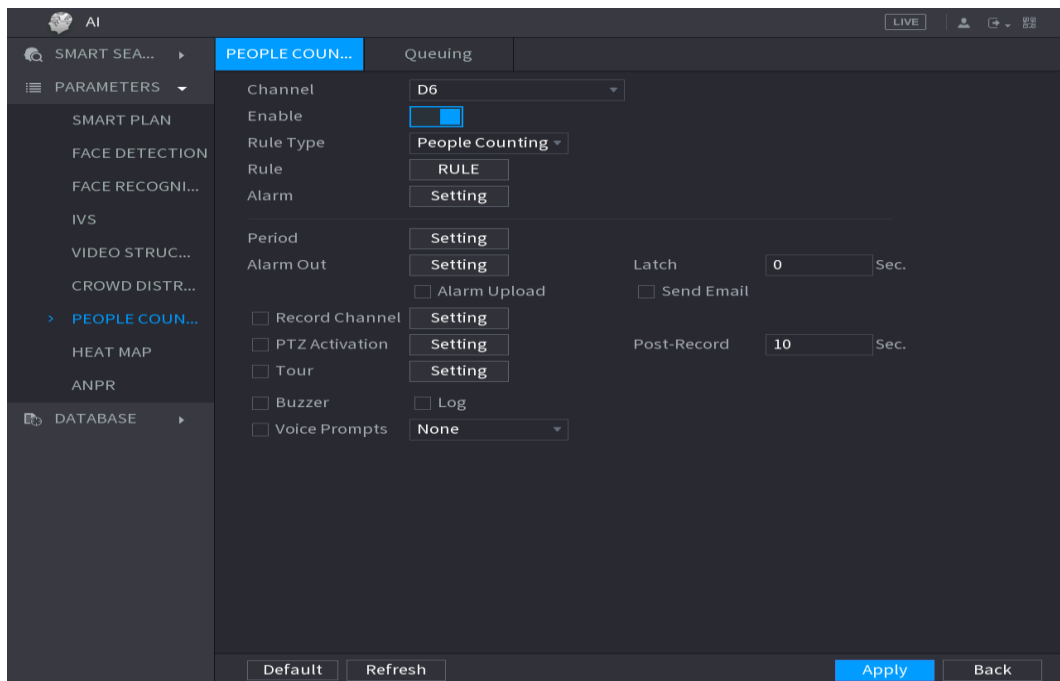 AI LIVE
SMART SEA...
PEOPLE COUN... Queuing
PARAMETERS
SMART PLAN
FACE DETECTION
FACE RECOGNI...
IVS
VIDEO STRUC...
CROWD DISTR...
> PEOPLE COUN...
HEAT MAP
ANPR
DATABASE
Channel D6
Enable
Rule Type People Counting
Rule RULE
Alarm Setting
Period Setting
Alarm Out Setting Latch 0 Sec.
Alarm Upload Send Email
Record Channel Setting
PTZ Activation Setting Post-Record 10 Sec.
Tour Setting
Buzzer Log
Voice Prompts None
Default Refresh Apply Back